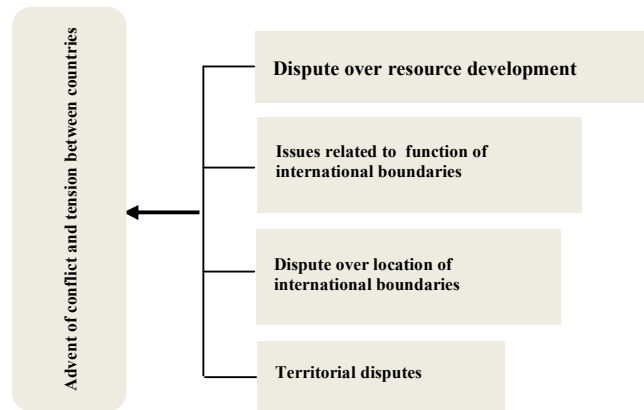 Advent of conflict and tension between countries
Dispute over resource development
Issues related to function of
international boundaries
Dispute over location of
international boundaries
Territorial disputes